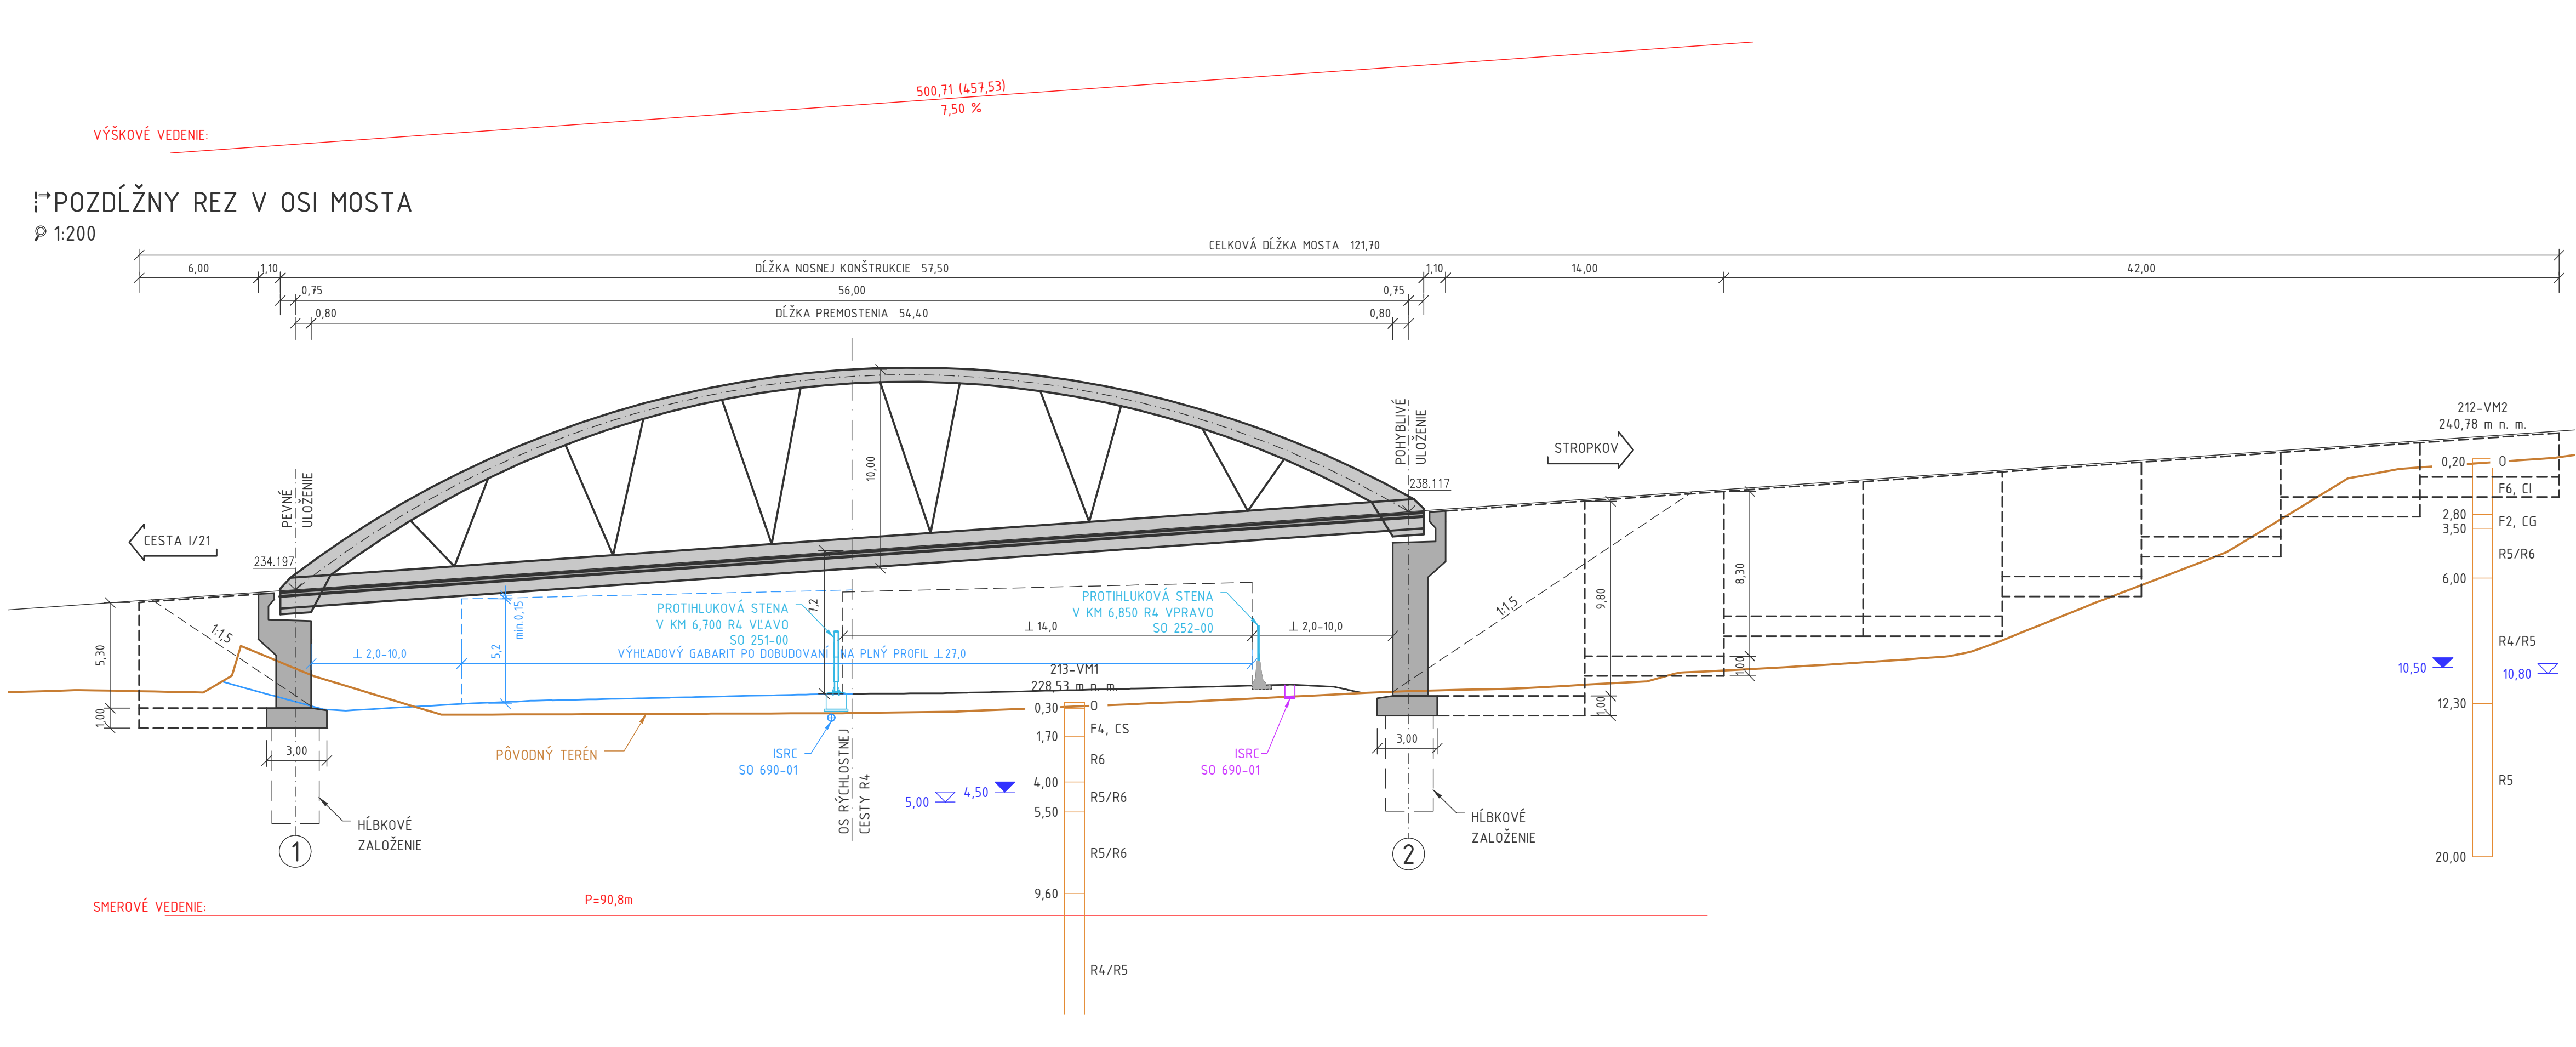 500,71 (457,53)
7,50 %
VÝŠKOVÉ VEDENIE:
POZDĹŽNY REZ V OSI MOSTA
1:200
CELKOVÁ DĹŽKA MOSTA 121,70
6,00
1,10
DĹŽKA NOSNEJ KONŠTRUKCIE 57,50
1,10
14,00
42,00
0,75
56,00
0,75
0,80
DĹŽKA PREMOSTENIA 54,40
0,80
PEVNÉ
ULOŽENIE
POHYBLIVÉ
ULOŽENIE
STROPKOV
CESTA I/21
234.197
238.117
10,00
7,2
212-VM2
240,78 m n. m.
0,20
O
F6, CI
2,80
F2, CG
3,50
R5/R6
6,00
R4/R5
10,50
10,80
12,30
R5
20,00
1:1,5
5,30
1,00
3,00
⊥ 2,0-10,0
5,2
min.0,15
PROTIHLUKOVÁ STENA
V KM 6,700 R4 VĽAVO
SO 251-00
VÝHĽADOVÝ GABARIT PO DOBUDOVANÍ NA PLNÝ PROFIL ⊥ 27,0
⊥ 14,0
PROTIHLUKOVÁ STENA
V KM 6,850 R4 VPRAVO
SO 252-00
⊥ 2,0-10,0
1:1,5
9,80
1,00
8,30
1,00
3,00
213-VM1
228,53 m n. m.
0,30
O
F4, CS
1,70
R6
4,00
R5/R6
5,50
R5/R6
9,60
R4/R5
5,00
4,50
PÔVODNÝ TERÉN
ISRC
SO 690-01
ISRC
SO 690-01
OS RÝCHLOSTNEJ
CESTY R4
HĹBKOVÉ
ZALOŽENIE
HĹBKOVÉ
ZALOŽENIE
1
2
SMEROVÉ VEDENIE:
P=90,8m